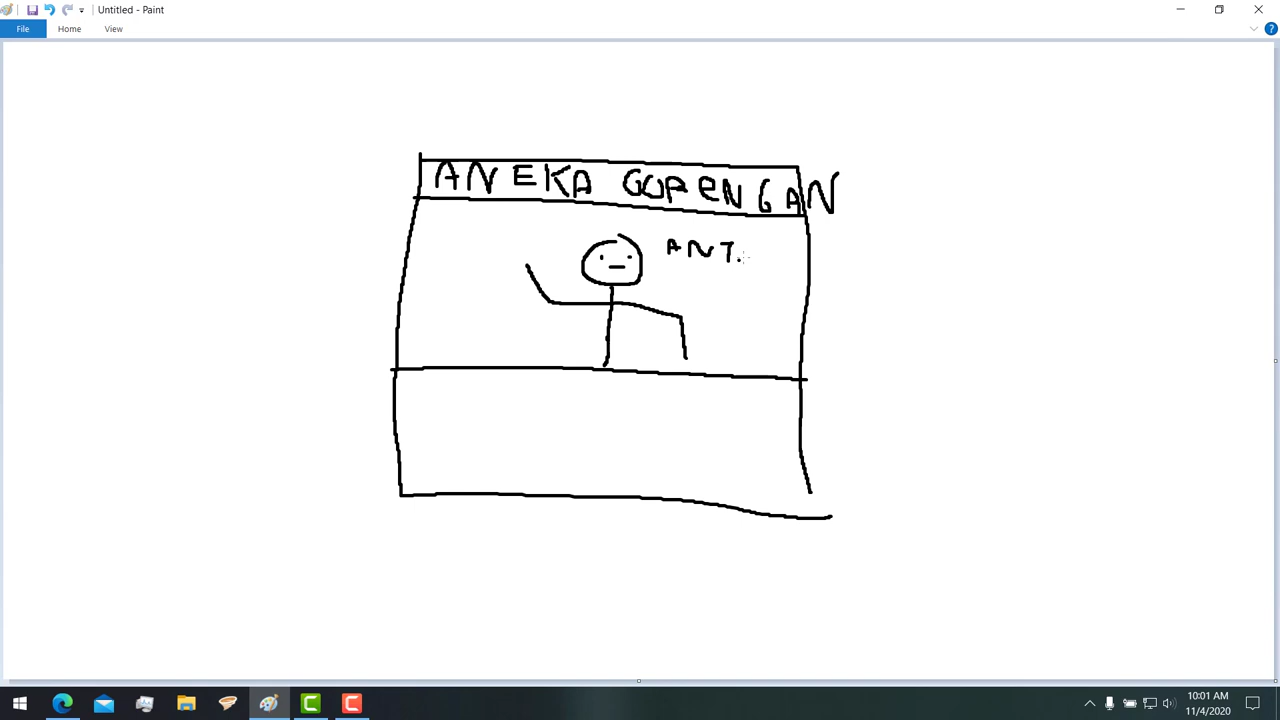 Untitled - Paint
File Home View
ANEKA GORENGAN
ANT
10:01 AM
11/4/2020